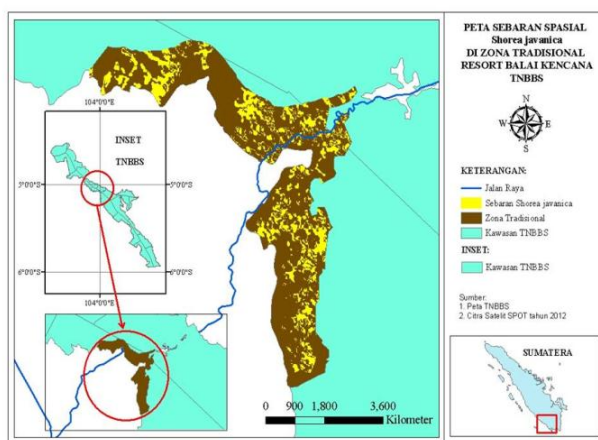 PETA SEBARAN SPASIAL
Shorea javanica
DI ZONA TRADISIONAL
RESORT BALAI KENCANA
TNBBS
N
W E
S
KETERANGAN:
Jalan Raya
Sebaran Shorea javanica
Zona Tradisional
Kawasan TNBBS
INSET:
Kawasan TNBBS
Sumber:
1. Peta TNBBS
2. Citra Satelit SPOT tahun 2012
SUMATERA
104°0'0"E
INSET
TNBBS
5°0'0"S 5°0'0"S
6°0'0"S 6°0'0"S
104°0'0"E
0 900 1,800 3,600
Kilometer